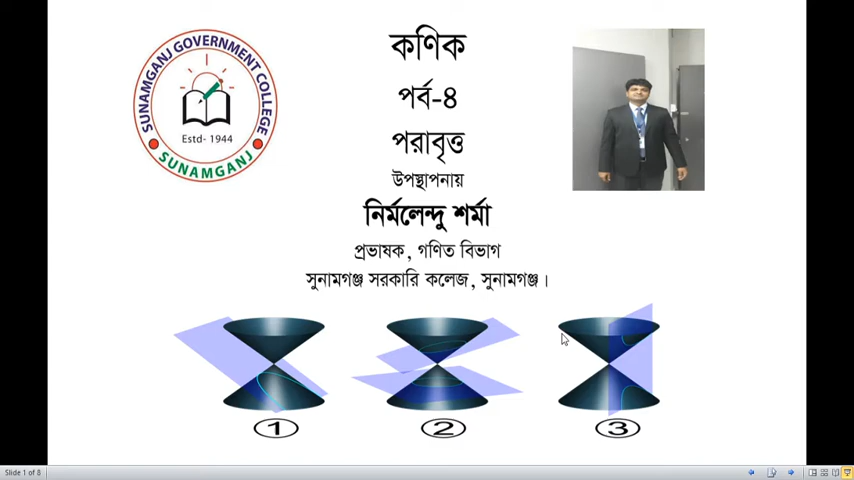 SUNAMGANJ GOVERNMENT COLLEGE
Estd- 1944
SUNAMGANJ
কণিক
পর্ব-৪
পরাবৃত্ত
উপস্থাপনায়
নির্মলেন্দু শর্মা
প্রভাষক, গণিত বিভাগ
সুনামগঞ্জ সরকারি কলেজ, সুনামগঞ্জ।
1 2 3
Slide 1 of 8